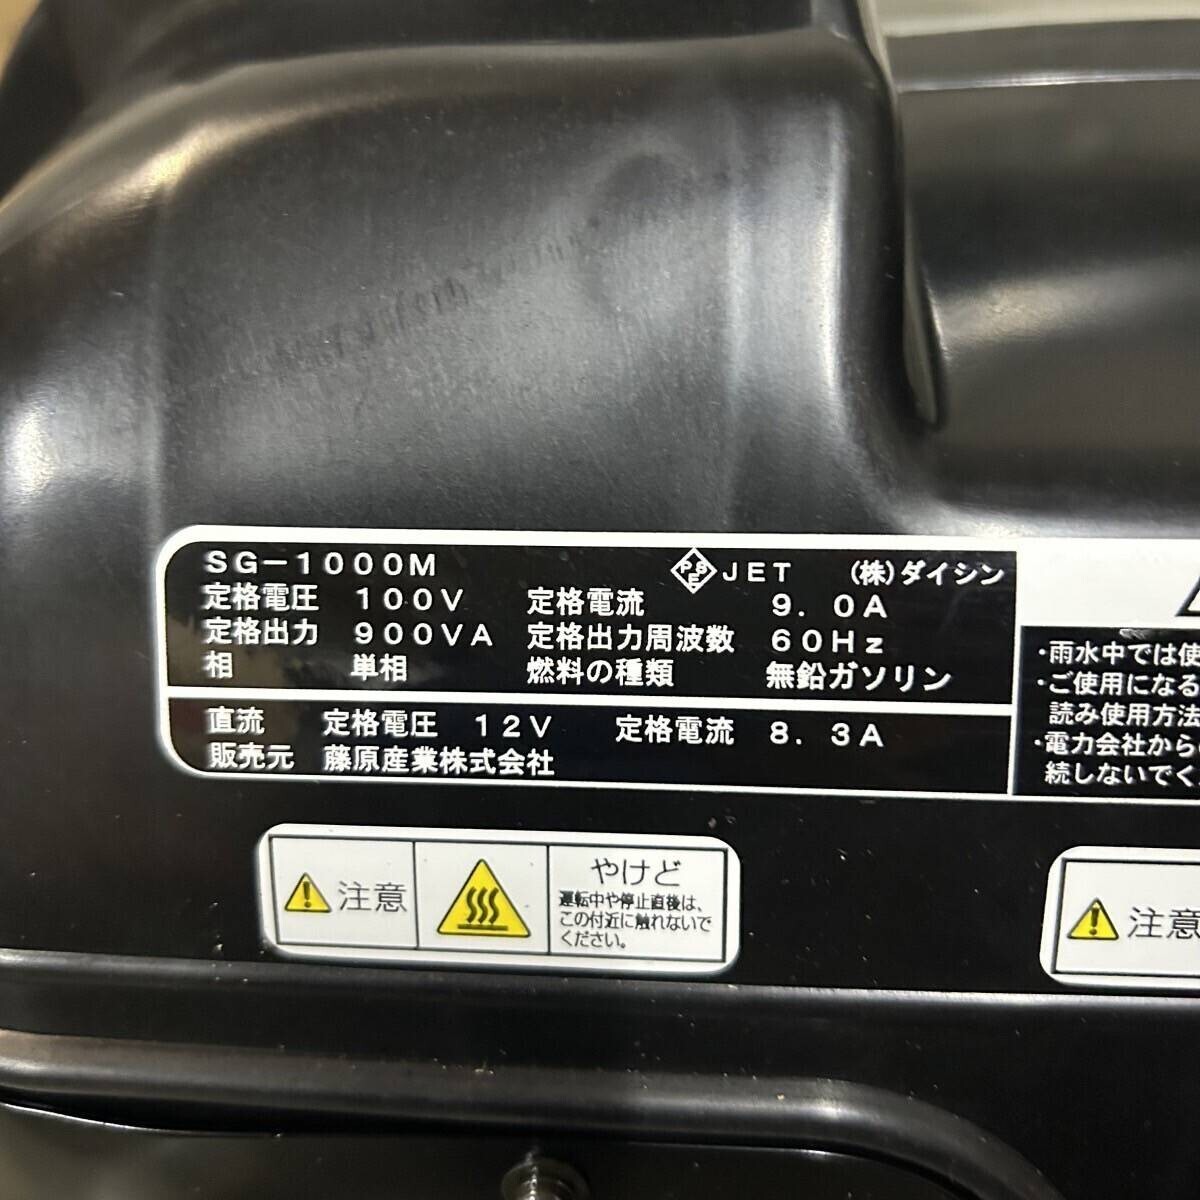 SG-1000M PSE JET (株)ダイシン
定格電圧 100V 定格電流 9.0A
定格出力 900VA 定格出力周波数 60Hz
相 単相 燃料の種類 無鉛ガソリン
直流 定格電圧 12V 定格電流 8.3A
販売元 藤原産業株式会社
・雨水中では使
・ご使用になる
読み使用方法
・電力会社から
続しないでく
注意
やけど
運転中や停止直後は、
この付近に触れないで
ください。
注意